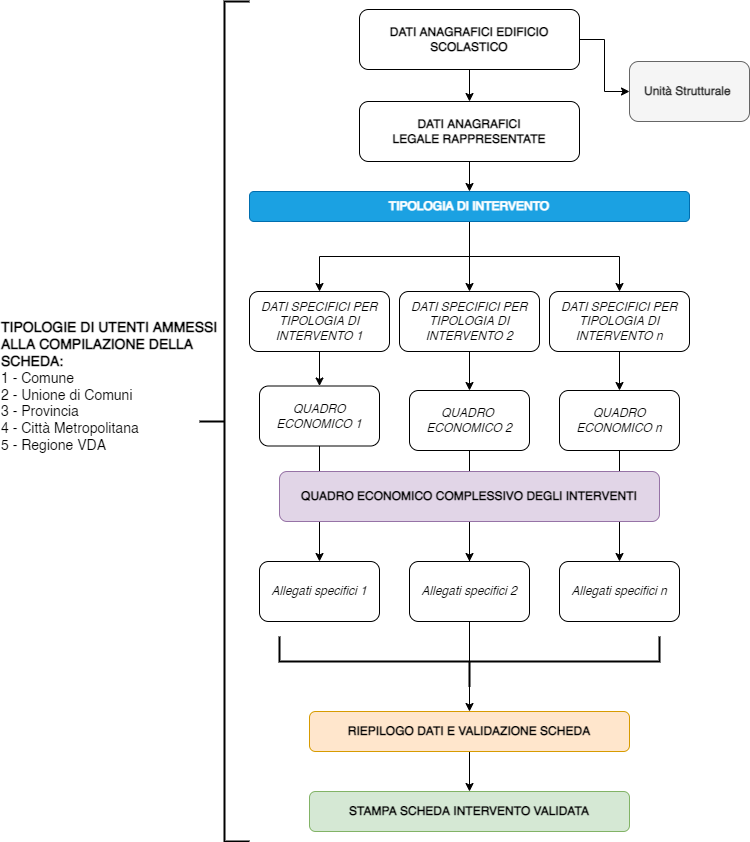 DATI ANAGRAFICI EDIFICIO
SCOLASTICO
Unità Strutturale
DATI ANAGRAFICI
LEGALE RAPPRESENTATE
TIPOLOGIA DI INTERVENTO
DATI SPECIFICI PER
TIPOLOGIA DI
INTERVENTO 1
DATI SPECIFICI PER
TIPOLOGIA DI
INTERVENTO 2
DATI SPECIFICI PER
TIPOLOGIA DI
INTERVENTO n
TIPOLOGIE DI UTENTI AMMESSI
ALLA COMPILAZIONE DELLA
SCHEDA:
1 - Comune
2 - Unione di Comuni
3 - Provincia
4 - Città Metropolitana
5 - Regione VDA
QUADRO
ECONOMICO 1
QUADRO
ECONOMICO 2
QUADRO
ECONOMICO n
QUADRO ECONOMICO COMPLESSIVO DEGLI INTERVENTI
Allegati specifici 1
Allegati specifici 2
Allegati specifici n
RIEPILOGO DATI E VALIDAZIONE SCHEDA
STAMPA SCHEDA INTERVENTO VALIDATA